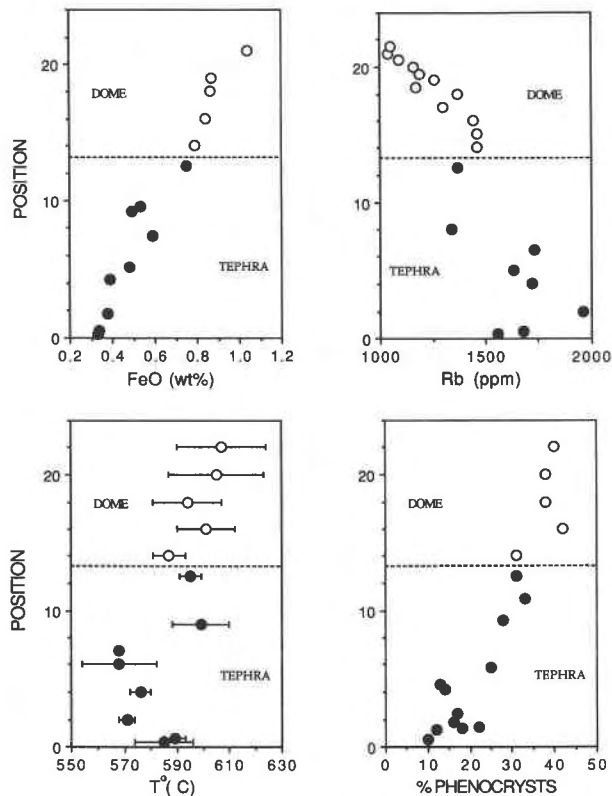 20
10
0
POSITION
DOME
TEPHRA
0.2 0.4 0.6 0.8 1.0 1.2
FeO (wt%)
20
10
0
DOME
TEPHRA
1000 1500 2000
Rb (ppm)
20
10
0
POSITION
DOME
TEPHRA
550 570 590 610 630
T°( C)
20
10
0
DOME
TEPHRA
0 10 20 30 40 50
% PHENOCRYSTS